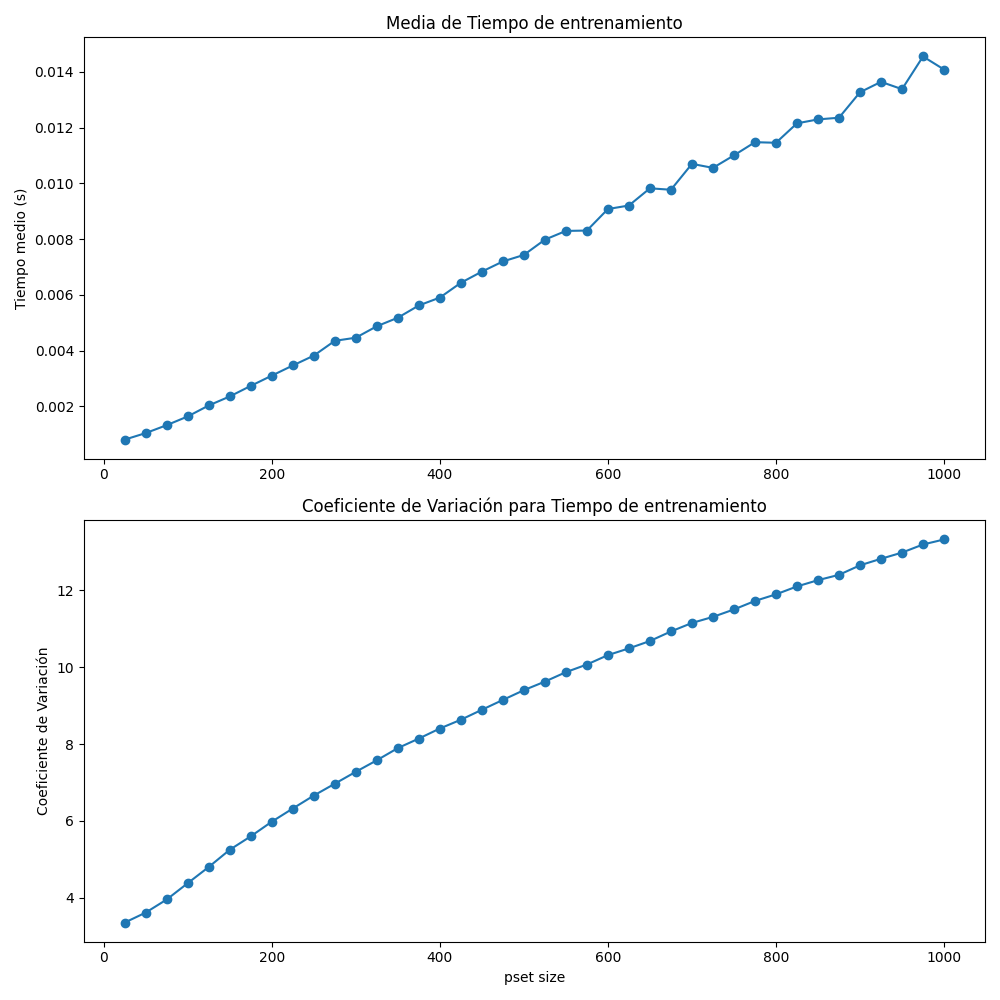 Media de Tiempo de entrenamiento
Tiempo medio (s)
0.014
0.012
0.010
0.008
0.006
0.004
0.002
0 200 400 600 800 1000
Coeficiente de Variación para Tiempo de entrenamiento
Coeficiente de Variación
12
10
8
6
4
0 200 400 600 800 1000
pset size